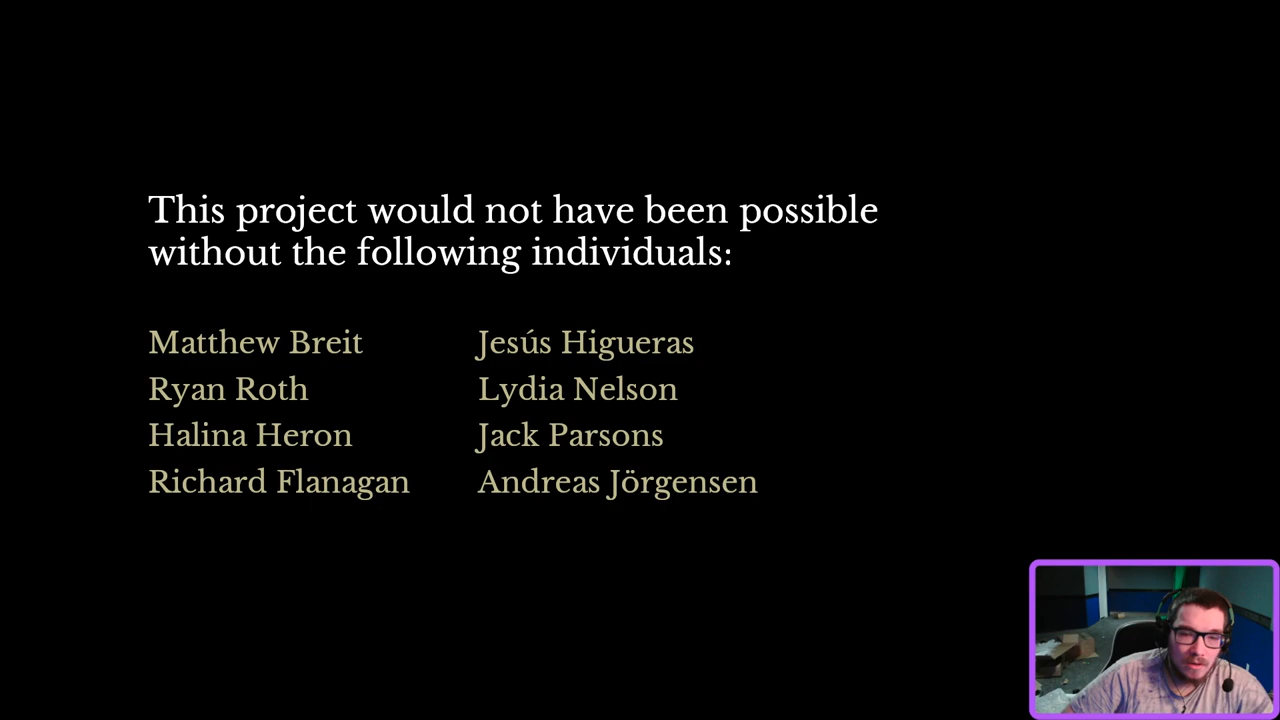 This project would not have been possible
without the following individuals:
Matthew Breit
Ryan Roth
Halina Heron
Richard Flanagan
Jesús Higueras
Lydia Nelson
Jack Parsons
Andreas Jörgensen